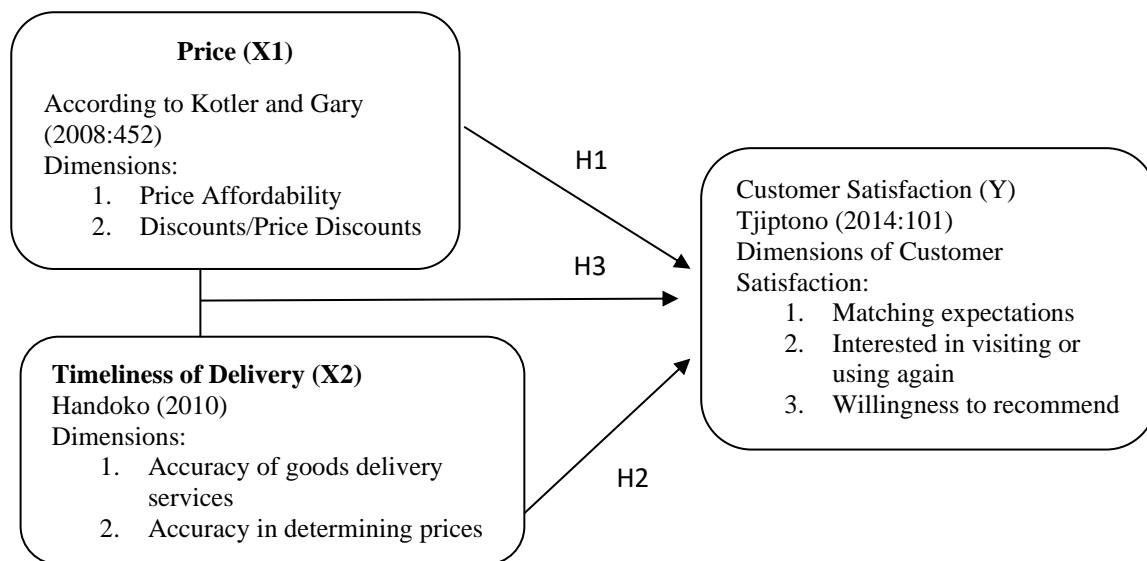 Price (X1)
According to Kotler and Gary
(2008:452)
Dimensions:
1. Price Affordability
2. Discounts/Price Discounts
H1
H3
Customer Satisfaction (Y)
Tjiptono (2014:101)
Dimensions of Customer
Satisfaction:
1. Matching expectations
2. Interested in visiting or
using again
3. Willingness to recommend
Timeliness of Delivery (X2)
Handoko (2010)
Dimensions:
1. Accuracy of goods delivery
services
2. Accuracy in determining prices
H2